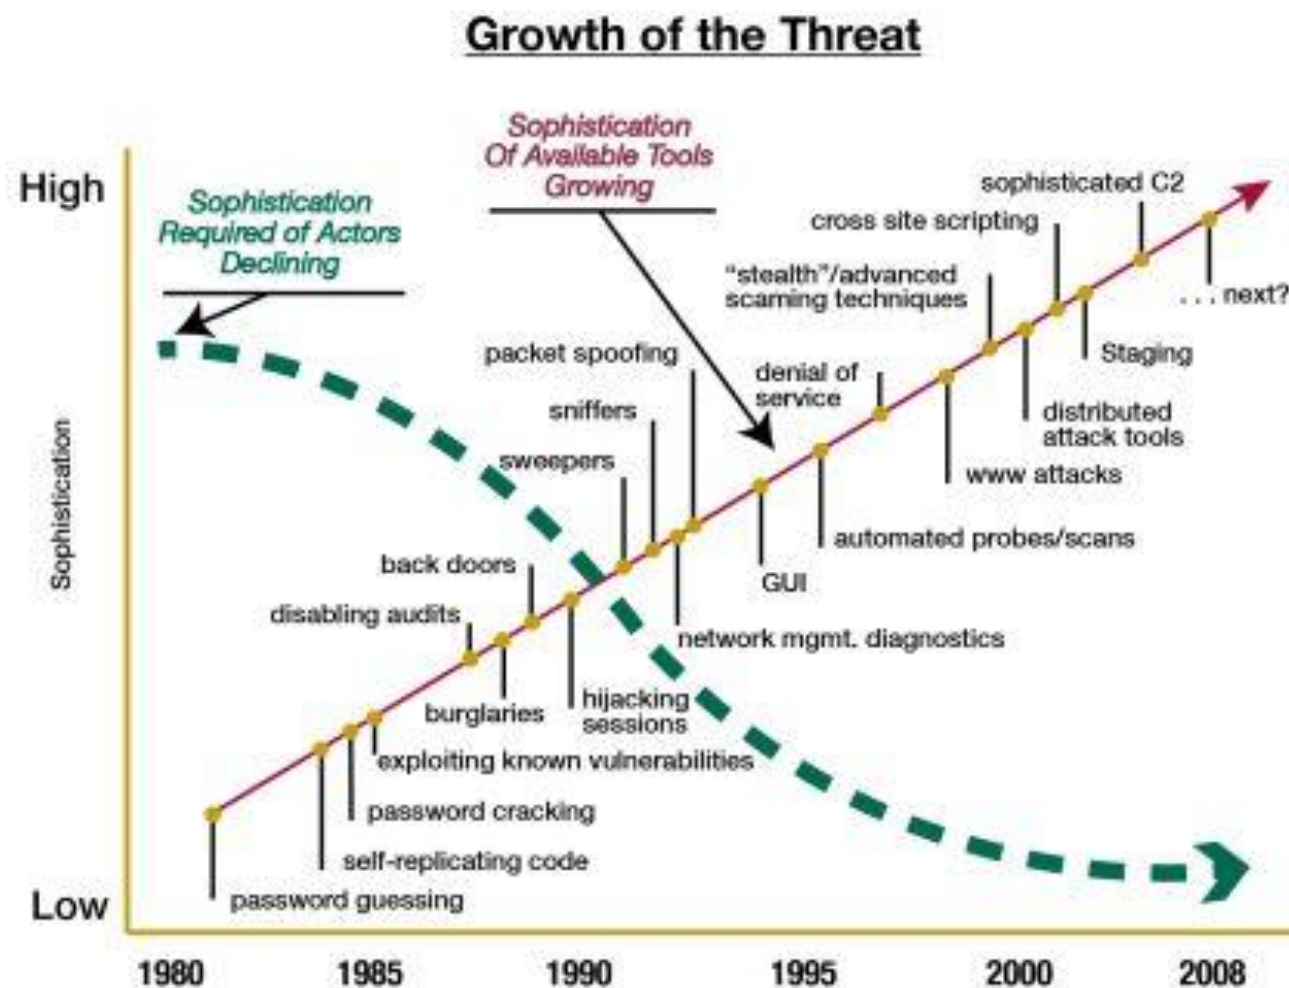 Growth of the Threat
High
Sophistication
Required of Actors
Declining
Sophistication
Of Available Tools
Growing
sophisticated C2
cross site scripting
"stealth"/advanced
scaming techniques
... next?
packet spoofing
denial of
service
Staging
sniffers
distributed
attack tools
sweepers
www attacks
Sophistication
automated probes/scans
back doors
GUI
disabling audits
network mgmt. diagnostics
burglaries
hijacking
sessions
exploiting known vulnerabilities
password cracking
self-replicating code
password guessing
Low
1980 1985 1990 1995 2000 2008